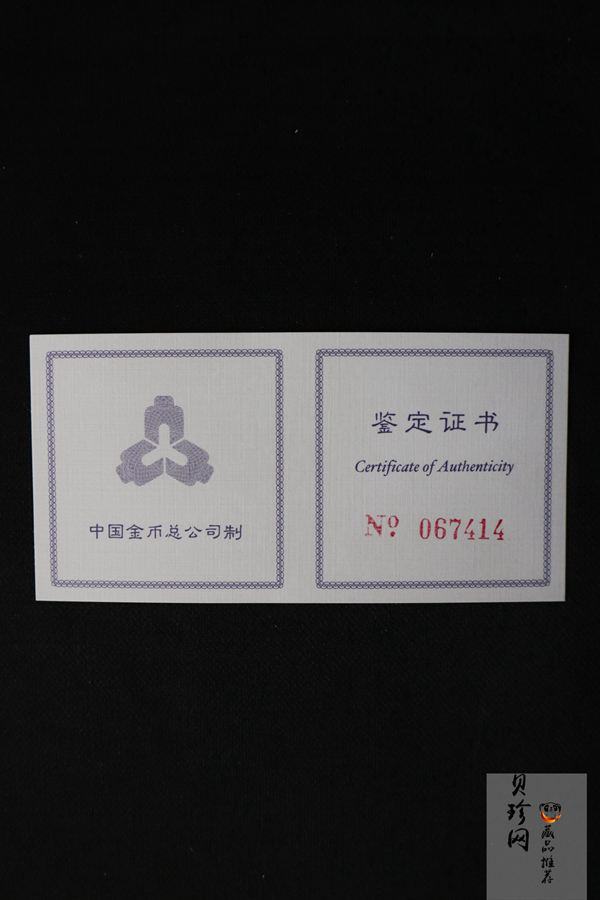 中国金币总公司制
鉴定证书
Certificate of Authenticity
Nº 067414
贝珍网
藏品推荐